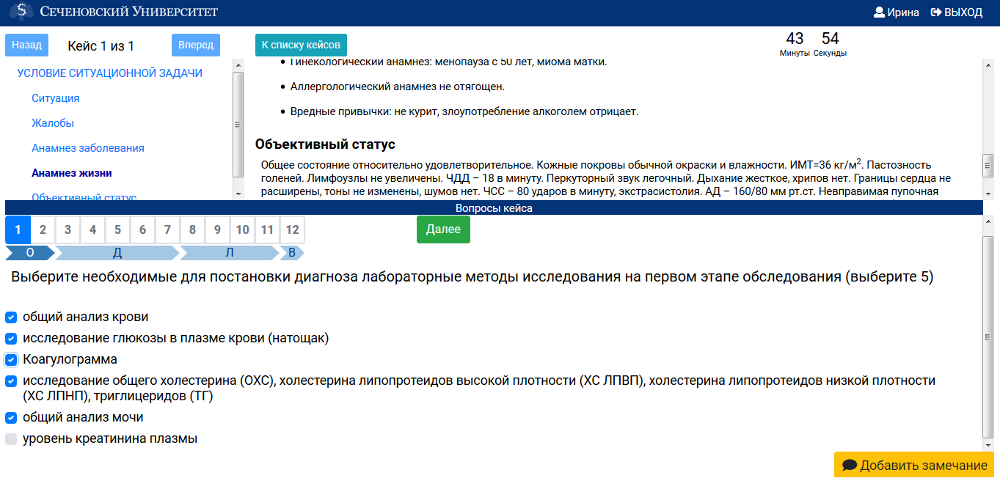 Сеченовский Университет
Ирина
ВЫХОД
Назад
Кейс 1 из 1
Вперед
К списку кейсов
43 54
Минуты Секунды
УСЛОВИЕ СИТУАЦИОННОЙ ЗАДАЧИ
Ситуация
Жалобы
Анамнез заболевания
Анамнез жизни
Объективный статус
• Гинекологический анамнез: менопауза с 50 лет, миома матки.
• Аллергологический анамнез не отягощен.
• Вредные привычки: не курит, злоупотребление алкоголем отрицает.
Объективный статус
Общее состояние относительно удовлетворительное. Кожные покровы обычной окраски и влажности. ИМТ=36 кг/м². Пастозность
голеней. Лимфоузлы не увеличены. ЧДД – 18 в минуту. Перкуторный звук легочный. Дыхание жесткое, хрипов нет. Границы сердца не
расширены, тоны не изменены, шумов нет. ЧСС – 80 ударов в минуту, экстрасистолия. АД – 160/80 мм рт.ст. Невправимая пупочная
Вопросы кейса
1 2 3 4 5 6 7 8 9 10 11 12
Далее
О Д Л В
Выберите необходимые для постановки диагноза лабораторные методы исследования на первом этапе обследования (выберите 5)
общий анализ крови
исследование глюкозы в плазме крови (натощак)
Коагулограмма
исследование общего холестерина (ОХС), холестерина липопротеидов высокой плотности (ХС ЛПВП), холестерина липопротеидов низкой плотности
(ХС ЛПНП), триглицеридов (ТГ)
общий анализ мочи
уровень креатинина плазмы
Добавить замечание